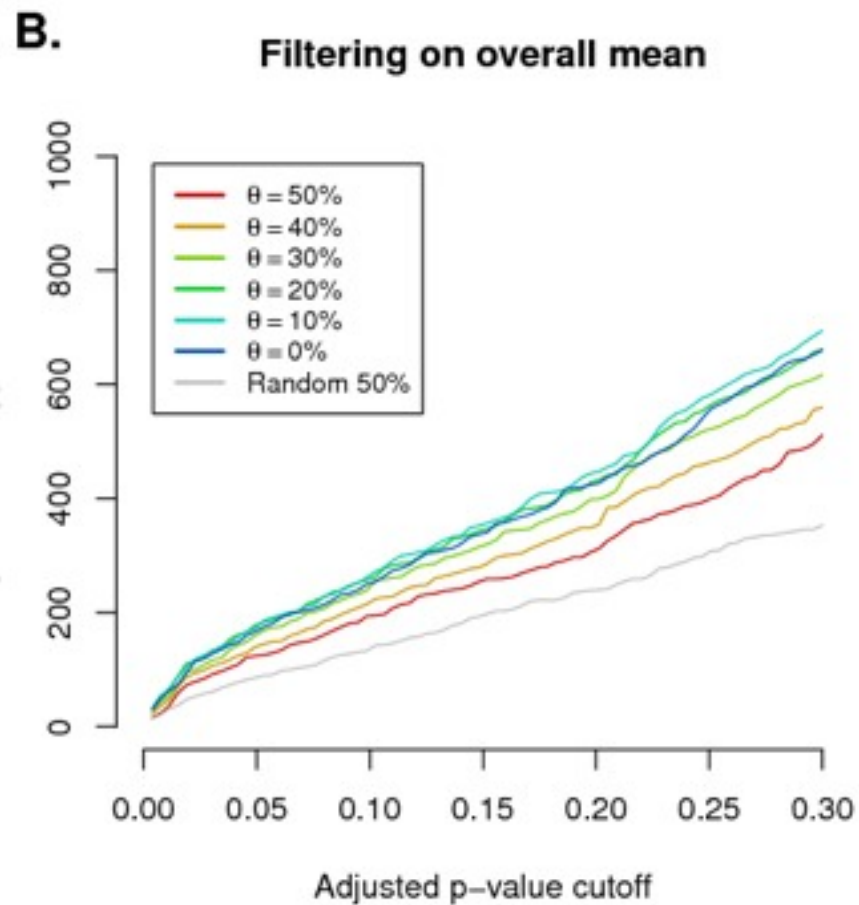 B.
Filtering on overall mean
1000
800
600
400
200
0
θ = 50%
θ = 40%
θ = 30%
θ = 20%
θ = 10%
θ = 0%
Random 50%
0.00 0.05 0.10 0.15 0.20 0.25 0.30
Adjusted p−value cutoff